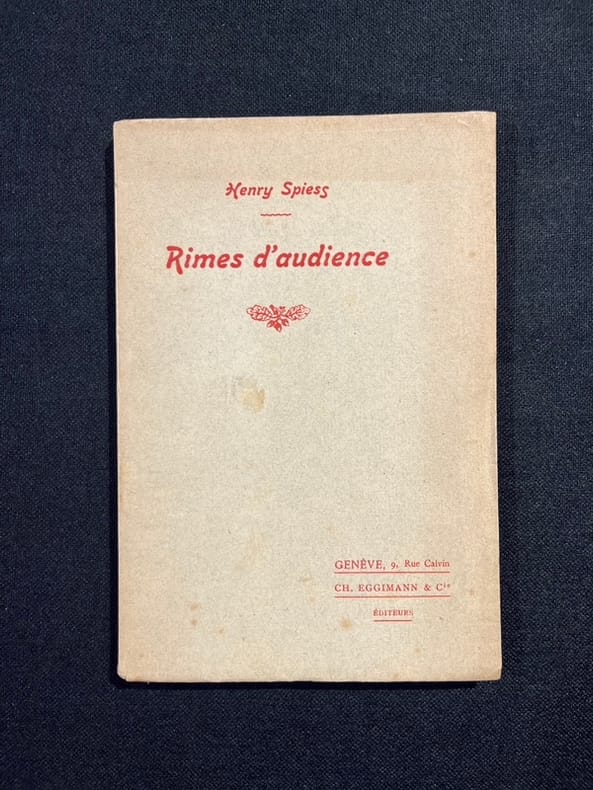 Henry Spiess
Rimes d'audience
GENÈVE, 9, Rue Calvin
CH. EGGIMANN & Cie
ÉDITEURS